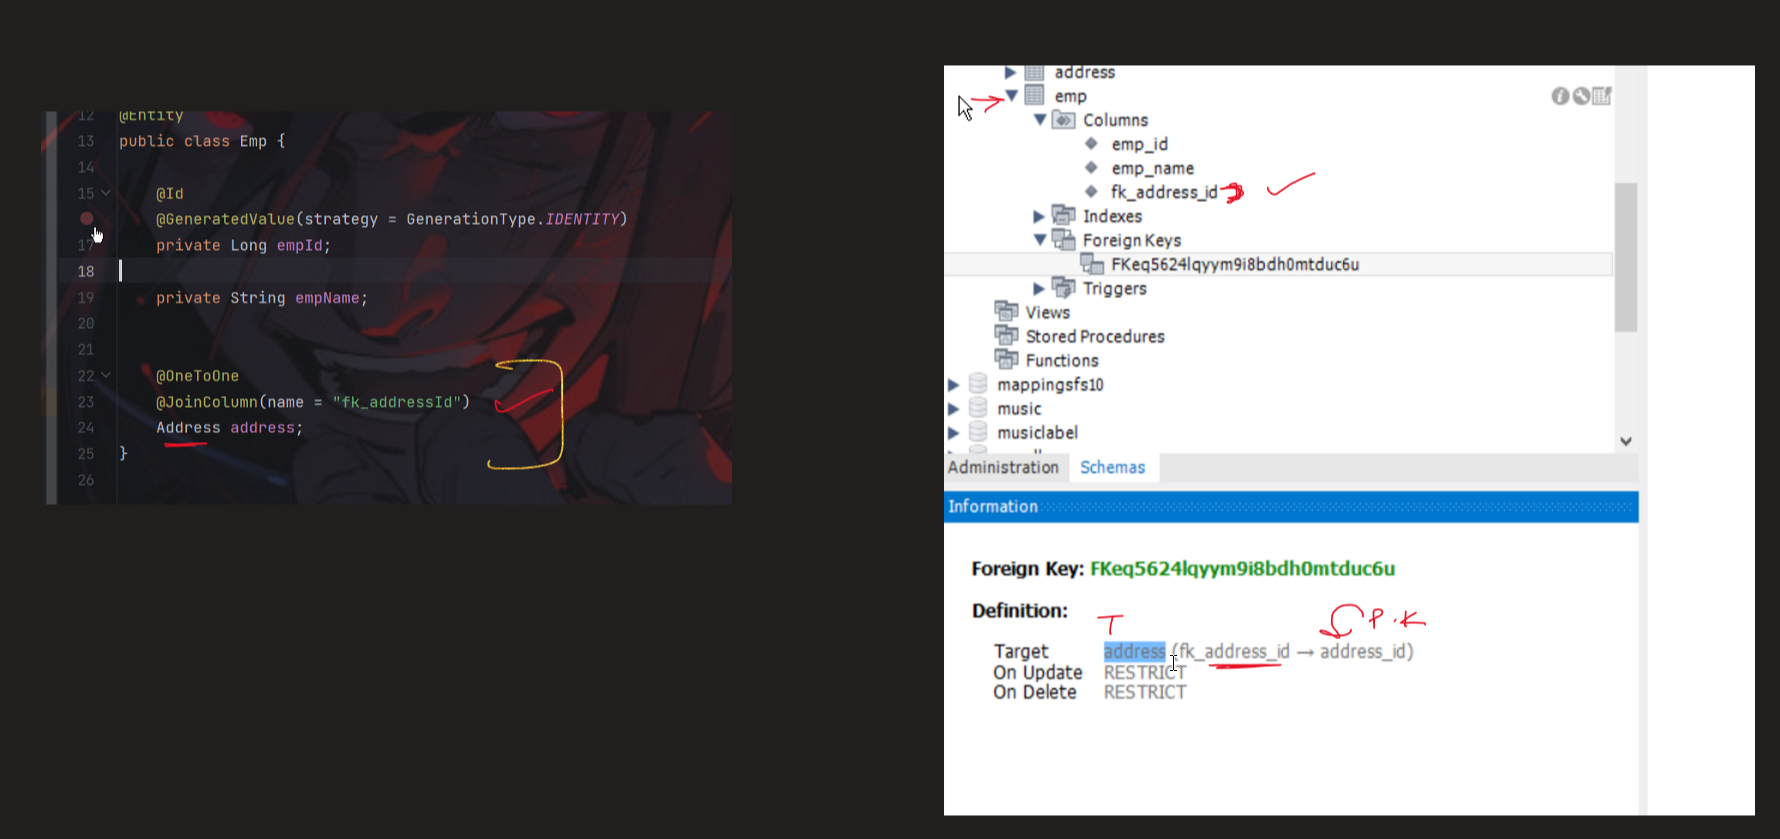 12 @Entity
13 public class Emp {
14
15 @Id
@GeneratedValue(strategy = GenerationType.IDENTITY)
17 private Long empId;
18
19 private String empName;
20
21
22 @OneToOne
23 @JoinColumn(name = "fk_addressId")
24 Address address;
25 }
26
address
emp
Columns
emp_id
emp_name
fk_address_id
Indexes
Foreign Keys
FKeq5624lqyym9i8bdh0mtduc6u
Triggers
Views
Stored Procedures
Functions
mappingsfs10
music
musiclabel
Administration Schemas
Information
Foreign Key: FKeq5624lqyym9i8bdh0mtduc6u
Definition:
T P.K
Target address (fk_address_id → address_id)
On Update RESTRICT
On Delete RESTRICT